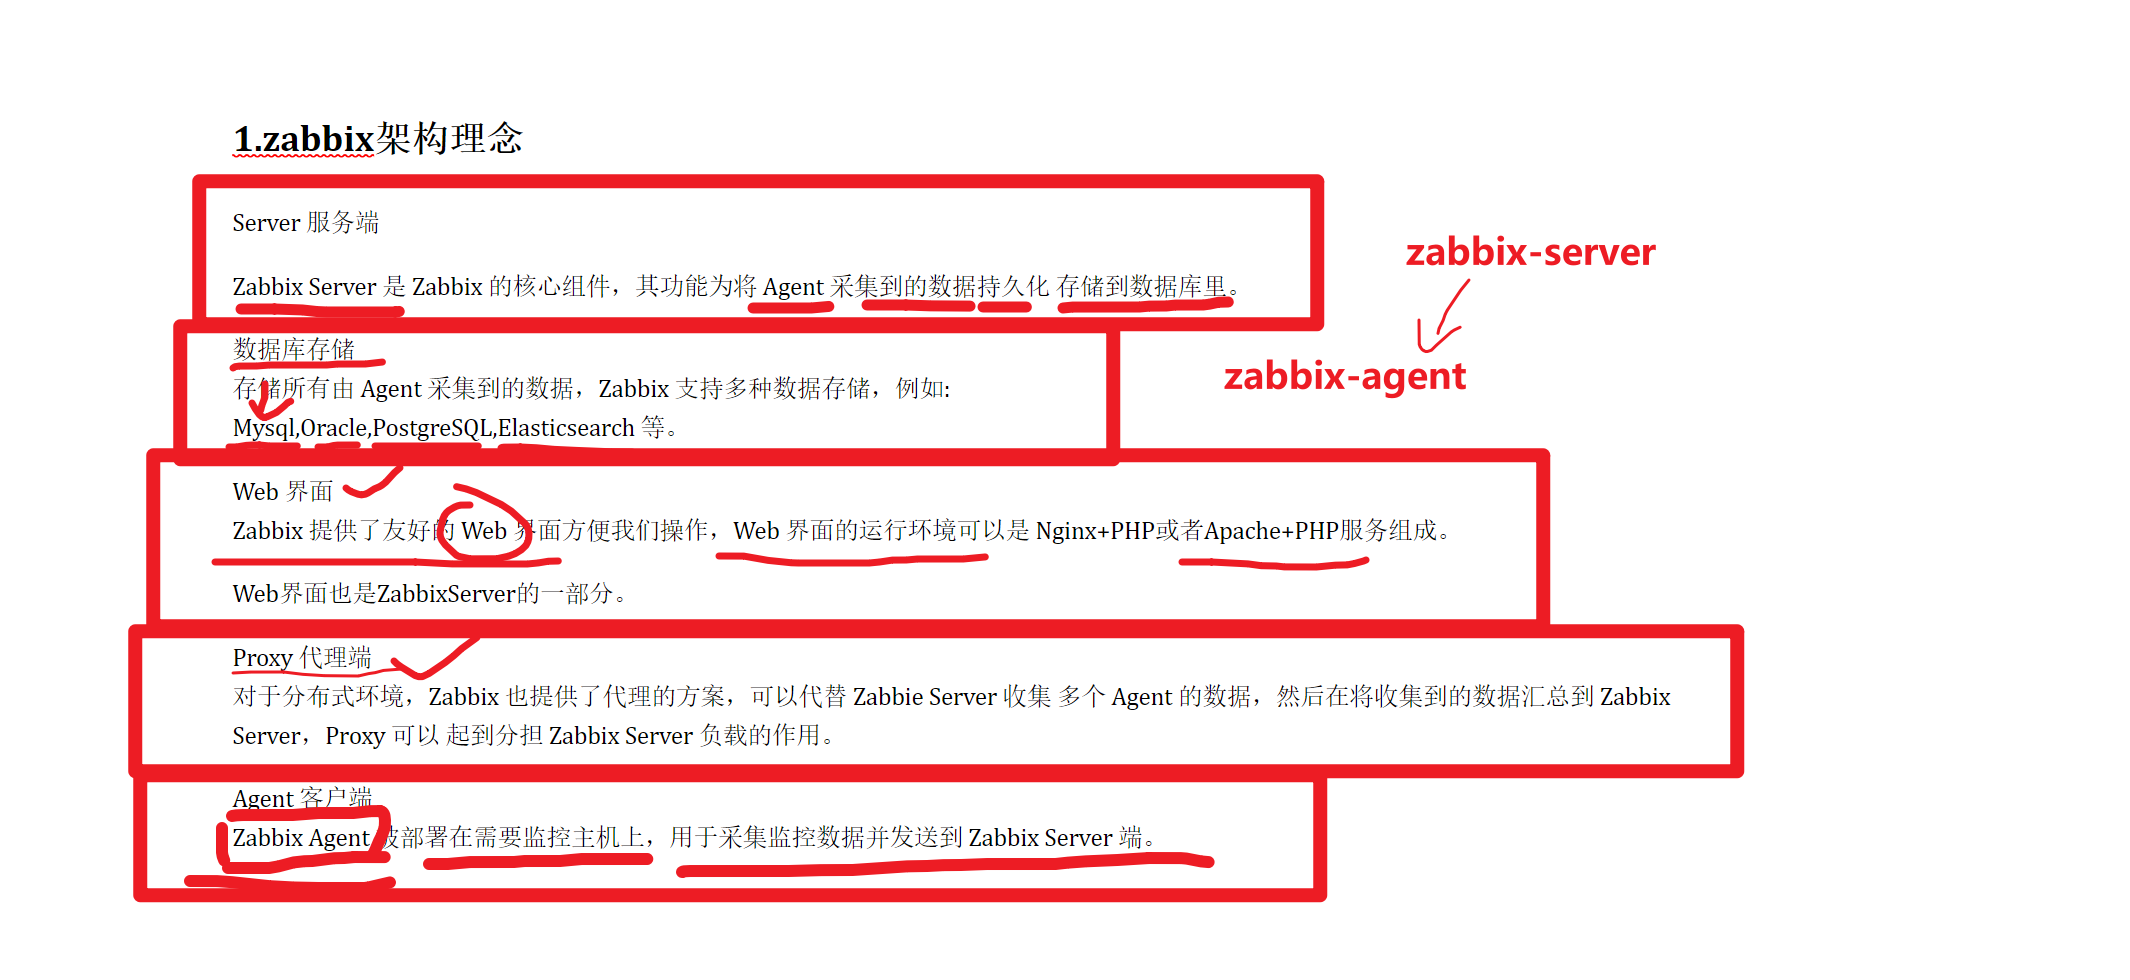 1.zabbix架构理念
Server 服务端
Zabbix Server 是 Zabbix 的核心组件，其功能为将 Agent 采集到的数据持久化 存储到数据库里。
zabbix-server
数据库存储
zabbix-agent
存储所有由 Agent 采集到的数据，Zabbix 支持多种数据存储，例如:
Mysql,Oracle,PostgreSQL,Elasticsearch 等。
Web 界面
Zabbix 提供了友好的 Web 界面方便我们操作，Web 界面的运行环境可以是 Nginx+PHP或者Apache+PHP服务组成。
Web界面也是ZabbixServer的一部分。
Proxy 代理端
对于分布式环境，Zabbix 也提供了代理的方案，可以代替 Zabbie Server 收集 多个 Agent 的数据，然后在将收集到的数据汇总到 Zabbix
Server，Proxy 可以 起到分担 Zabbix Server 负载的作用。
Agent 客户端
Zabbix Agent 被部署在需要监控主机上，用于采集监控数据并发送到 Zabbix Server 端。